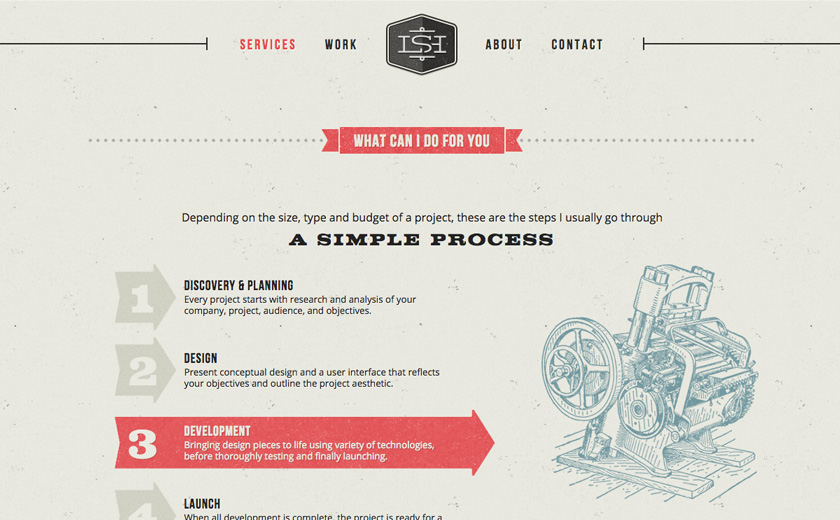 SERVICES WORK ISH ABOUT CONTACT
WHAT CAN I DO FOR YOU
Depending on the size, type and budget of a project, these are the steps I usually go through
A SIMPLE PROCESS
1 DISCOVERY & PLANNING
Every project starts with research and analysis of your
company, project, audience, and objectives.
2 DESIGN
Present conceptual design and a user interface that reflects
your objectives and outline the project aesthetic.
3 DEVELOPMENT
Bringing design pieces to life using variety of technologies,
before thoroughly testing and finally launching.
4 LAUNCH
When all development is complete, the project is ready for a